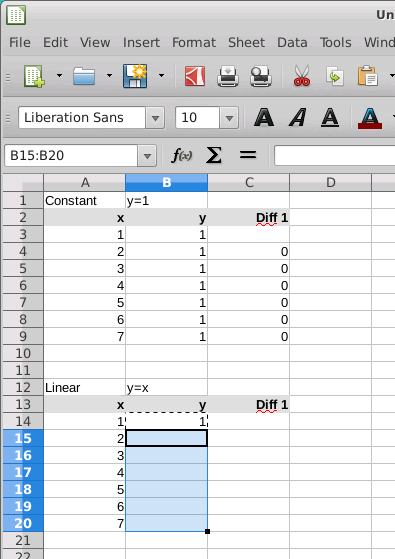 Un
File Edit View Insert Format Sheet Data Tools Wind
Liberation Sans 10 A A A A
B15:B20 f(x) Σ =
A B C D
1 Constant y=1
2 x y Diff 1
3 1 1
4 2 1 0
5 3 1 0
6 4 1 0
7 5 1 0
8 6 1 0
9 7 1 0
10
11
12 Linear y=x
13 x y Diff 1
14 1 1
15 2
16 3
17 4
18 5
19 6
20 7
21
22